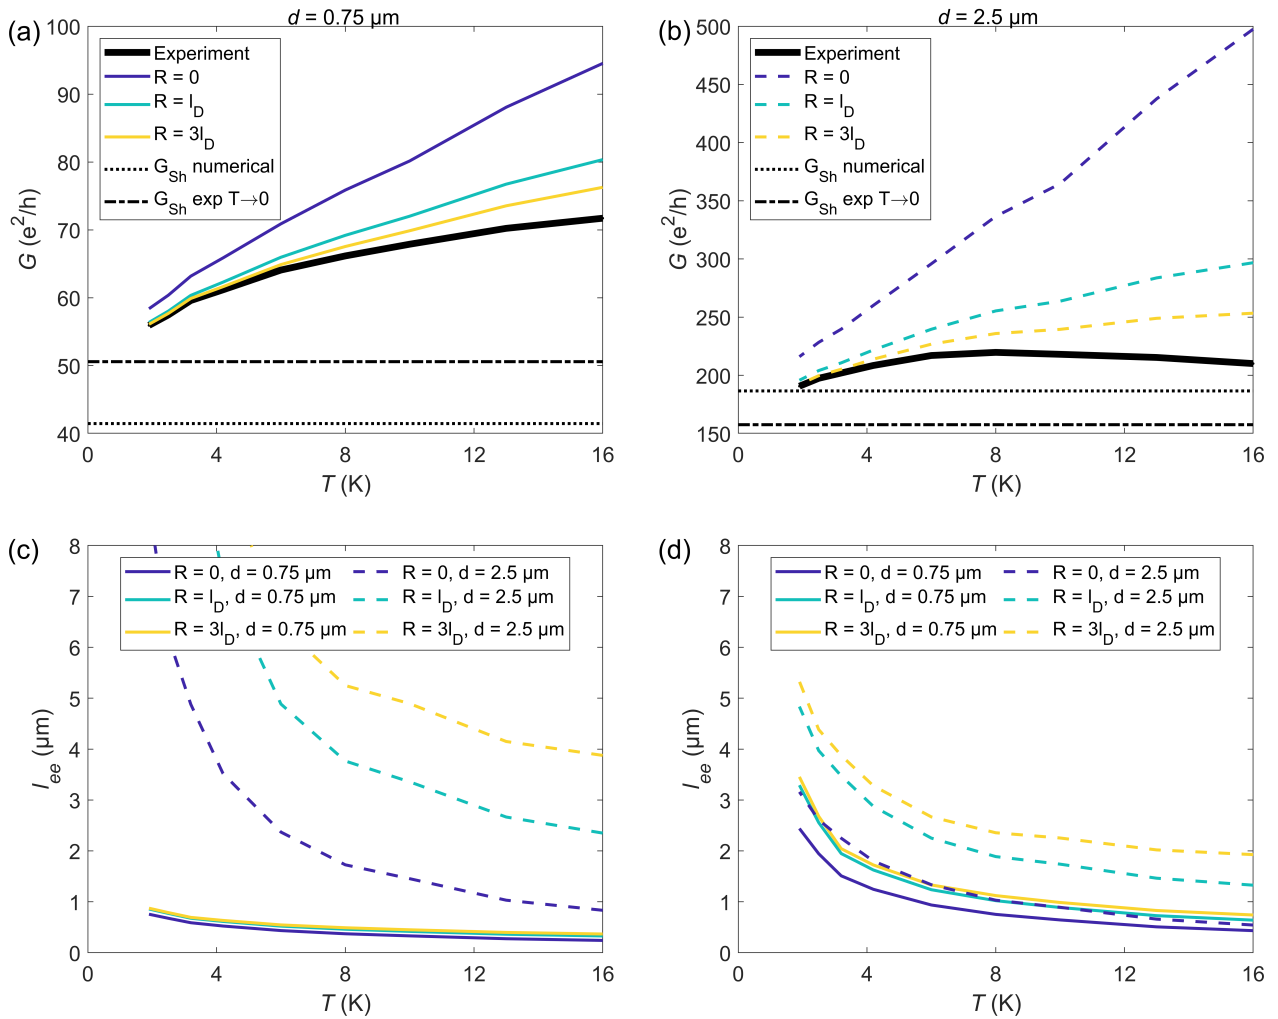 (a)
d = 0.75 µm
100
90
80
70
60
50
40
G (e²/h)
Experiment
R = 0
R = l_D
R = 3l_D
G_Sh numerical
G_Sh exp T→0
0
4
8
12
16
T (K)
(b)
d = 2.5 µm
500
450
400
350
300
250
200
150
G (e²/h)
Experiment
R = 0
R = l_D
R = 3l_D
G_Sh numerical
G_Sh exp T→0
0
4
8
12
16
T (K)
(c)
8
7
6
5
4
3
2
1
0
l_ee (µm)
R = 0, d = 0.75 µm
R = l_D, d = 0.75 µm
R = 3l_D, d = 0.75 µm
R = 0, d = 2.5 µm
R = l_D, d = 2.5 µm
R = 3l_D, d = 2.5 µm
0
4
8
12
16
T (K)
(d)
8
7
6
5
4
3
2
1
0
l_ee (µm)
R = 0, d = 0.75 µm
R = l_D, d = 0.75 µm
R = 3l_D, d = 0.75 µm
R = 0, d = 2.5 µm
R = l_D, d = 2.5 µm
R = 3l_D, d = 2.5 µm
0
4
8
12
16
T (K)